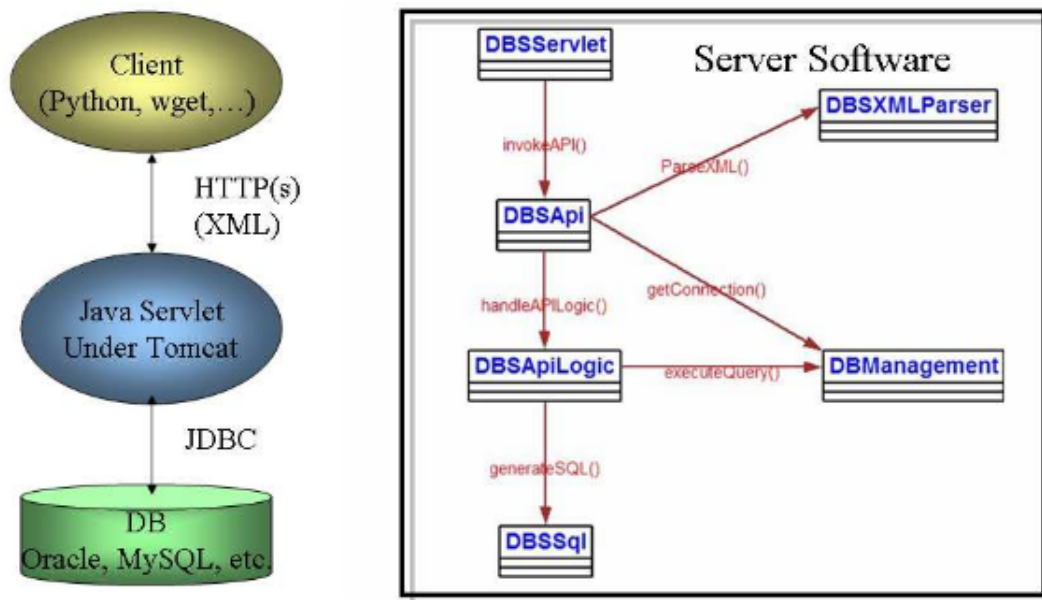 Client
(Python, wget,…)
HTTP(s)
(XML)
Java Servlet
Under Tomcat
JDBC
DB
Oracle, MySQL, etc.
Server Software
DBSServlet
DBSXMLParser
invokeAPI()
ParseXML()
DBSApi
getConnection()
handleAPILogic()
DBSApiLogic
executeQuery()
DBManagement
generateSQL()
DBSSql